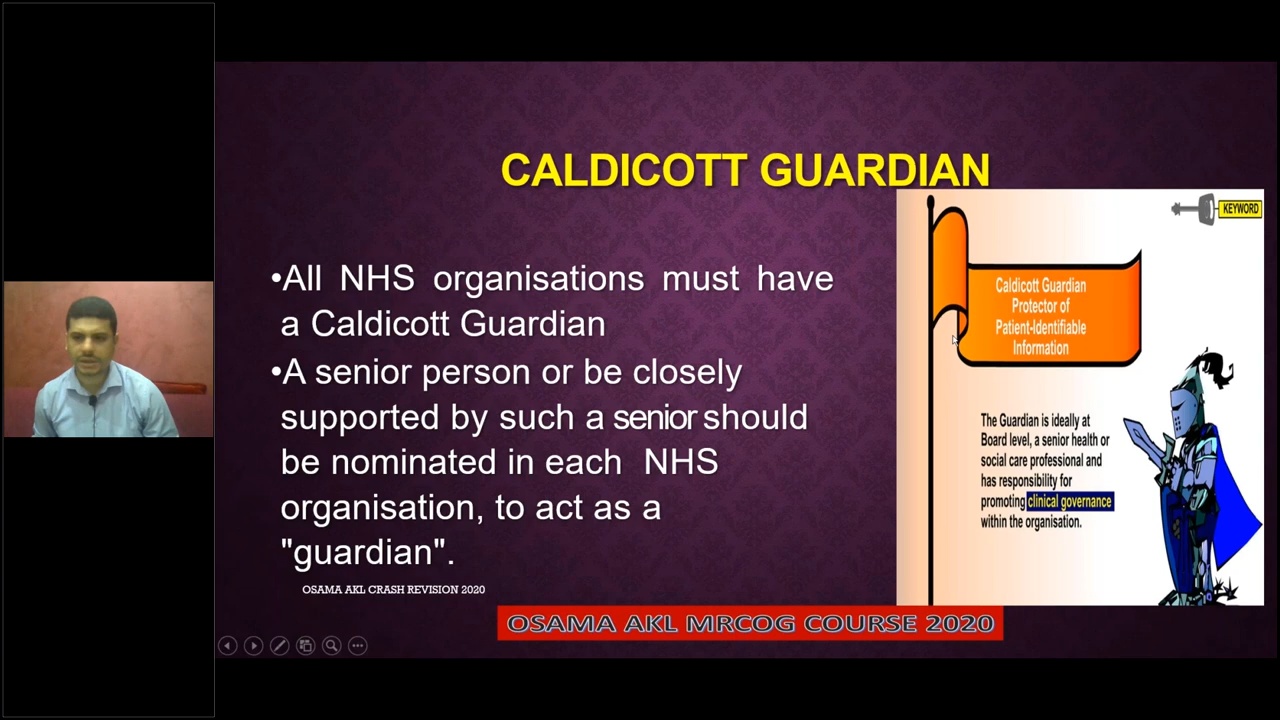 CALDICOTT GUARDIAN
•All NHS organisations must have
a Caldicott Guardian
•A senior person or be closely
supported by such a senior should
be nominated in each NHS
organisation, to act as a
"guardian".
OSAMA AKL CRASH REVISION 2020
KEYWORD
Caldicott Guardian
Protector of
Patient-Identifiable
Information
The Guardian is ideally at
Board level, a senior health or
social care professional and
has responsibility for
promoting clinical governance
within the organisation.
OSAMA AKL MRCOG COURSE 2020